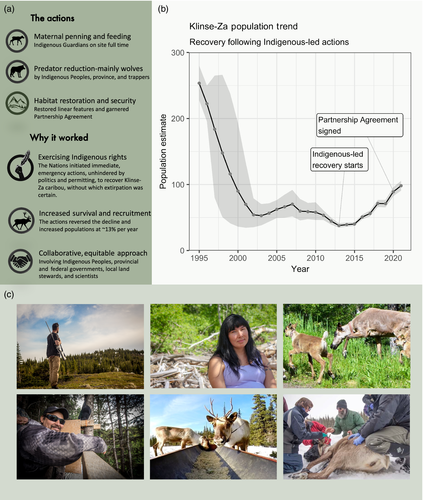 (a)
The actions
Maternal penning and feeding
Indigenous Guardians on site full time
Predator reduction-mainly wolves
by Indigenous Peoples, province, and trappers
Habitat restoration and security
Restored linear features and garnered
Partnership Agreement
Why it worked
Exercising Indigenous rights
The Nations initiated immediate,
emergency actions, unhindered by
politics and permitting, to recover Klinse-
Za caribou, without which extirpation was
certain.
Increased survival and recruitment
The actions reversed the decline and
increased populations at ~13% per year
Collaborative, equitable approach
Involving Indigenous Peoples, provincial
and federal governments, local land
stewards, and scientists
(b)
Klinse-Za population trend
Recovery following Indigenous-led actions
Population estimate
300
200
100
0
Partnership Agreement
signed
Indigenous-led
recovery starts
1995 2000 2005 2010 2015 2020
Year
(c)